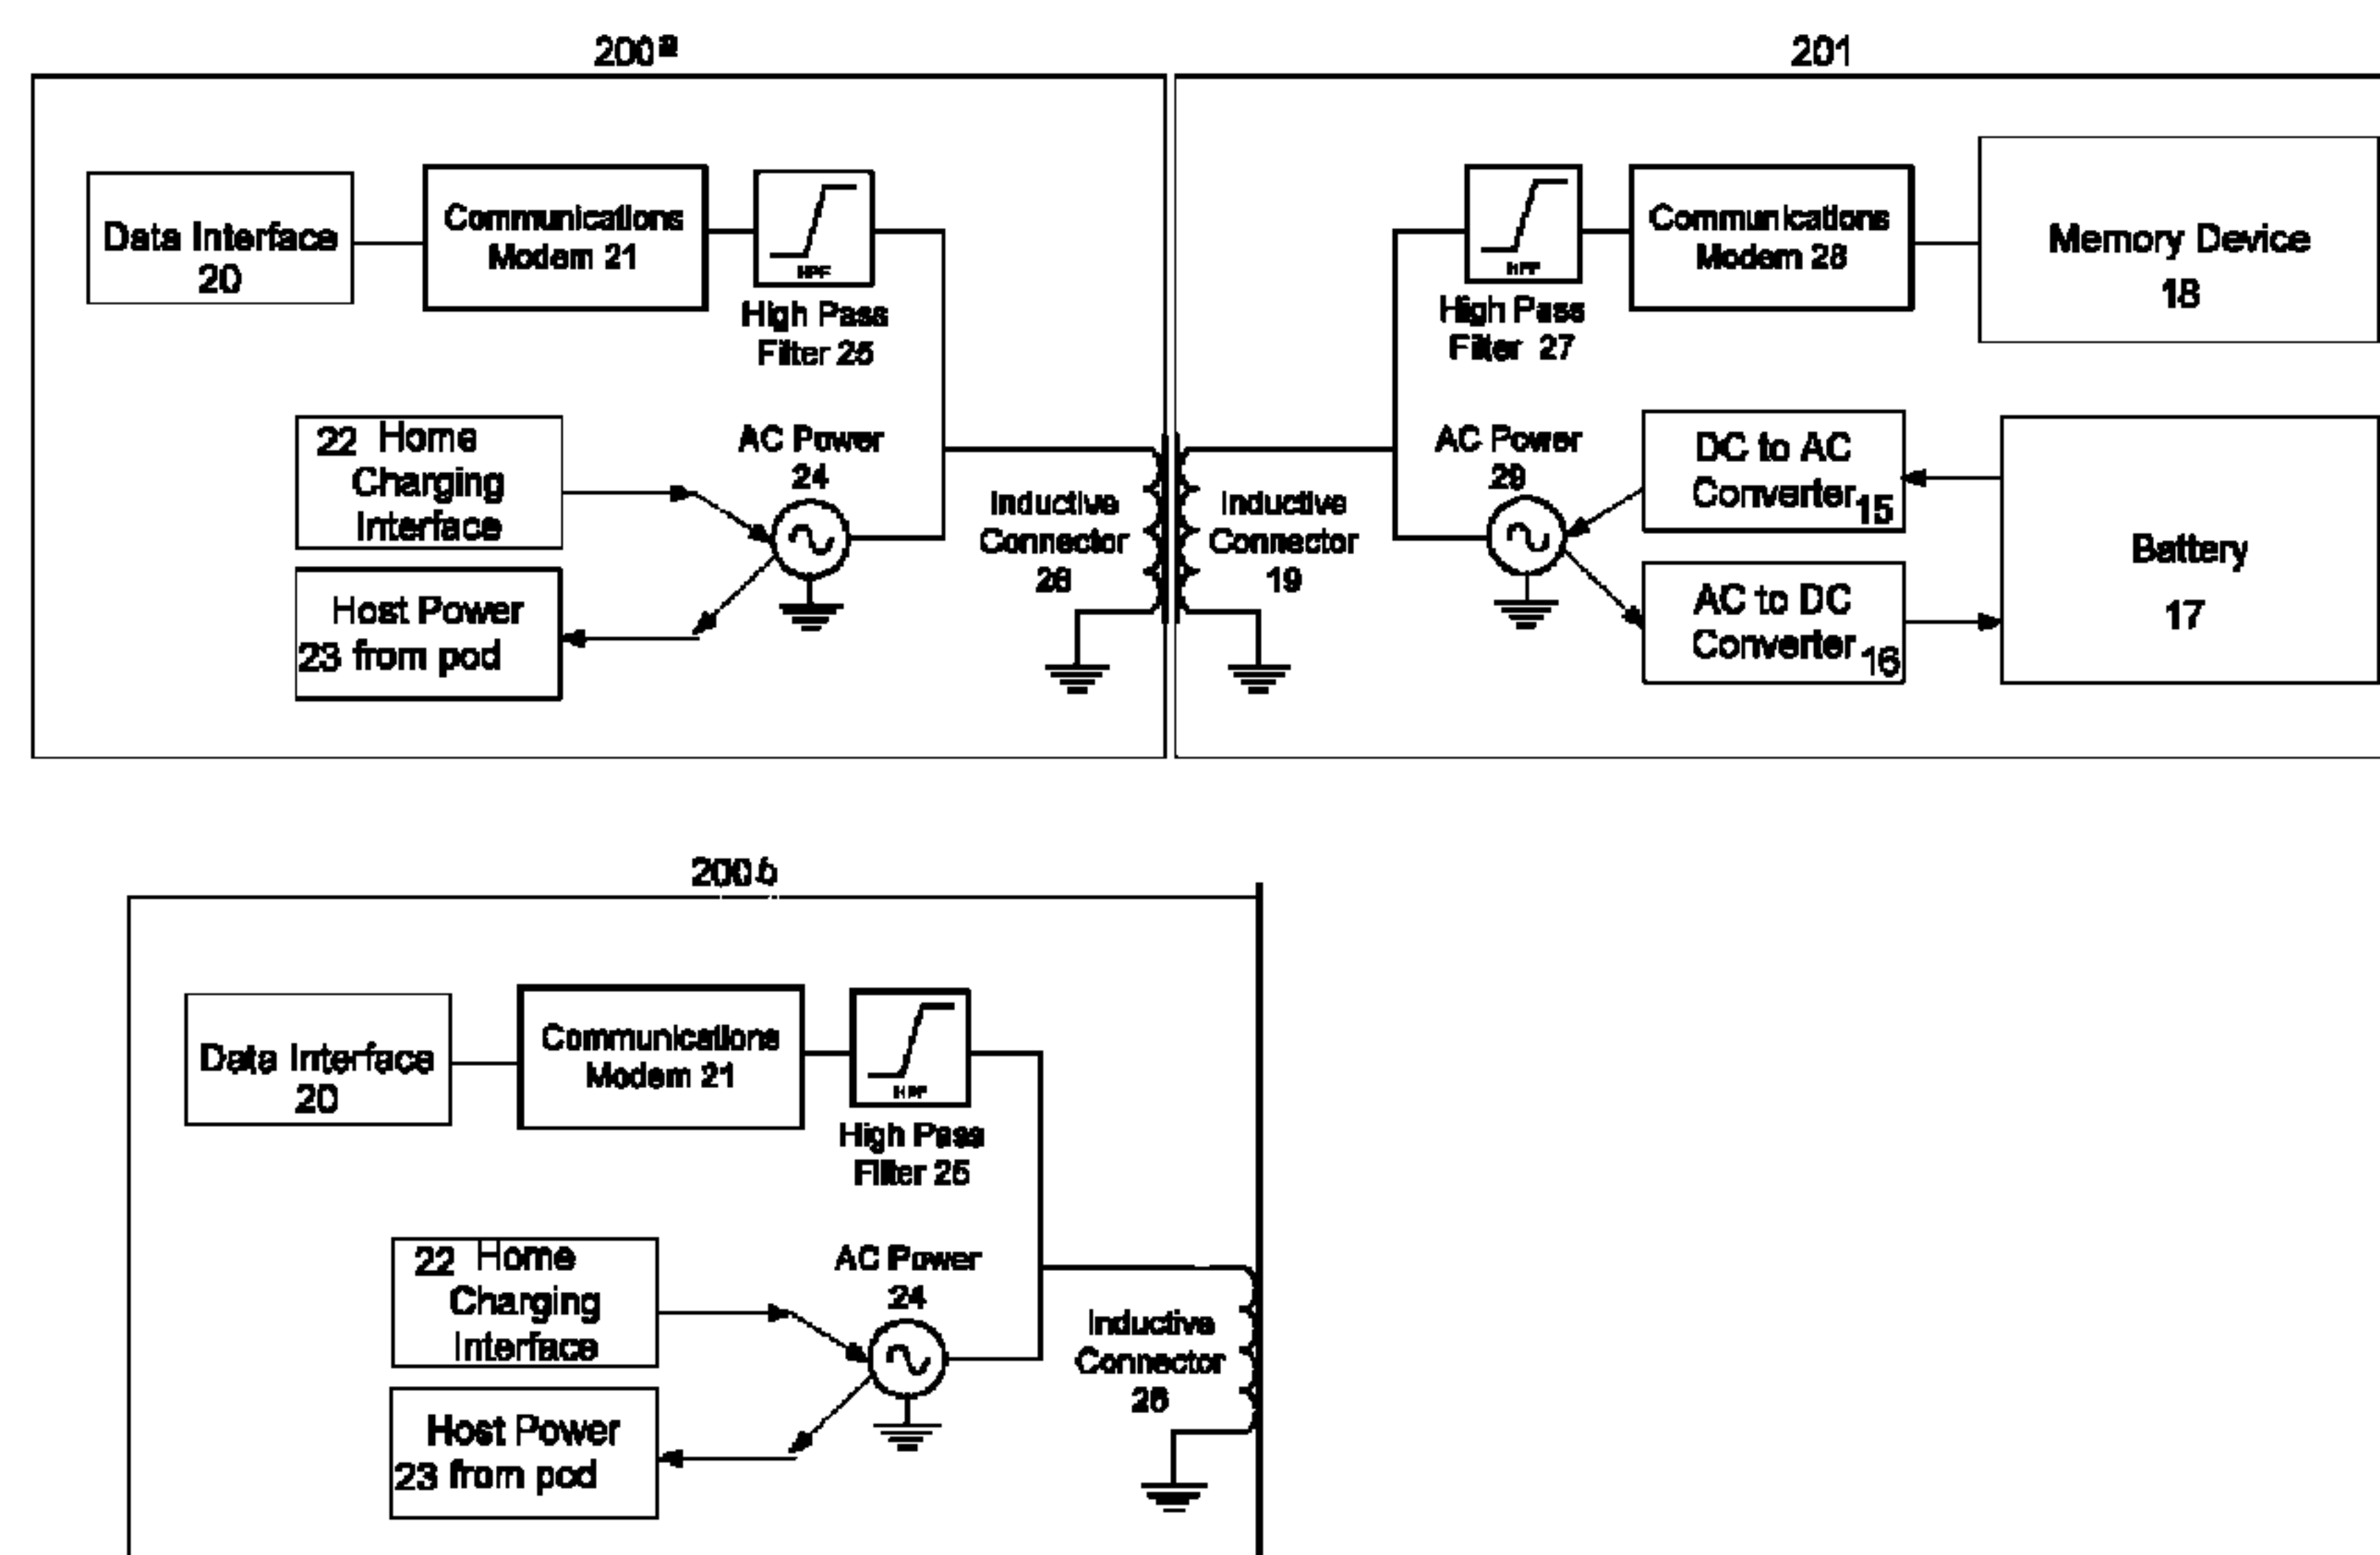 200a
201
Data Interface
20
Communications
Modem 21
HPF
High Pass
Filter 25
22 Home
Charging
Interface
AC Power
24
Host Power
23 from pod
Inductive
Connector
26
Inductive
Connector
19
HPF
High Pass
Filter 27
Communications
Modem 28
Memory Device
18
AC Power
29
DC to AC
Converter 15
AC to DC
Converter 16
Battery
17
200b
Data Interface
20
Communications
Modem 21
HPF
High Pass
Filter 25
22 Home
Charging
Interface
AC Power
24
Host Power
23 from pod
Inductive
Connector
26